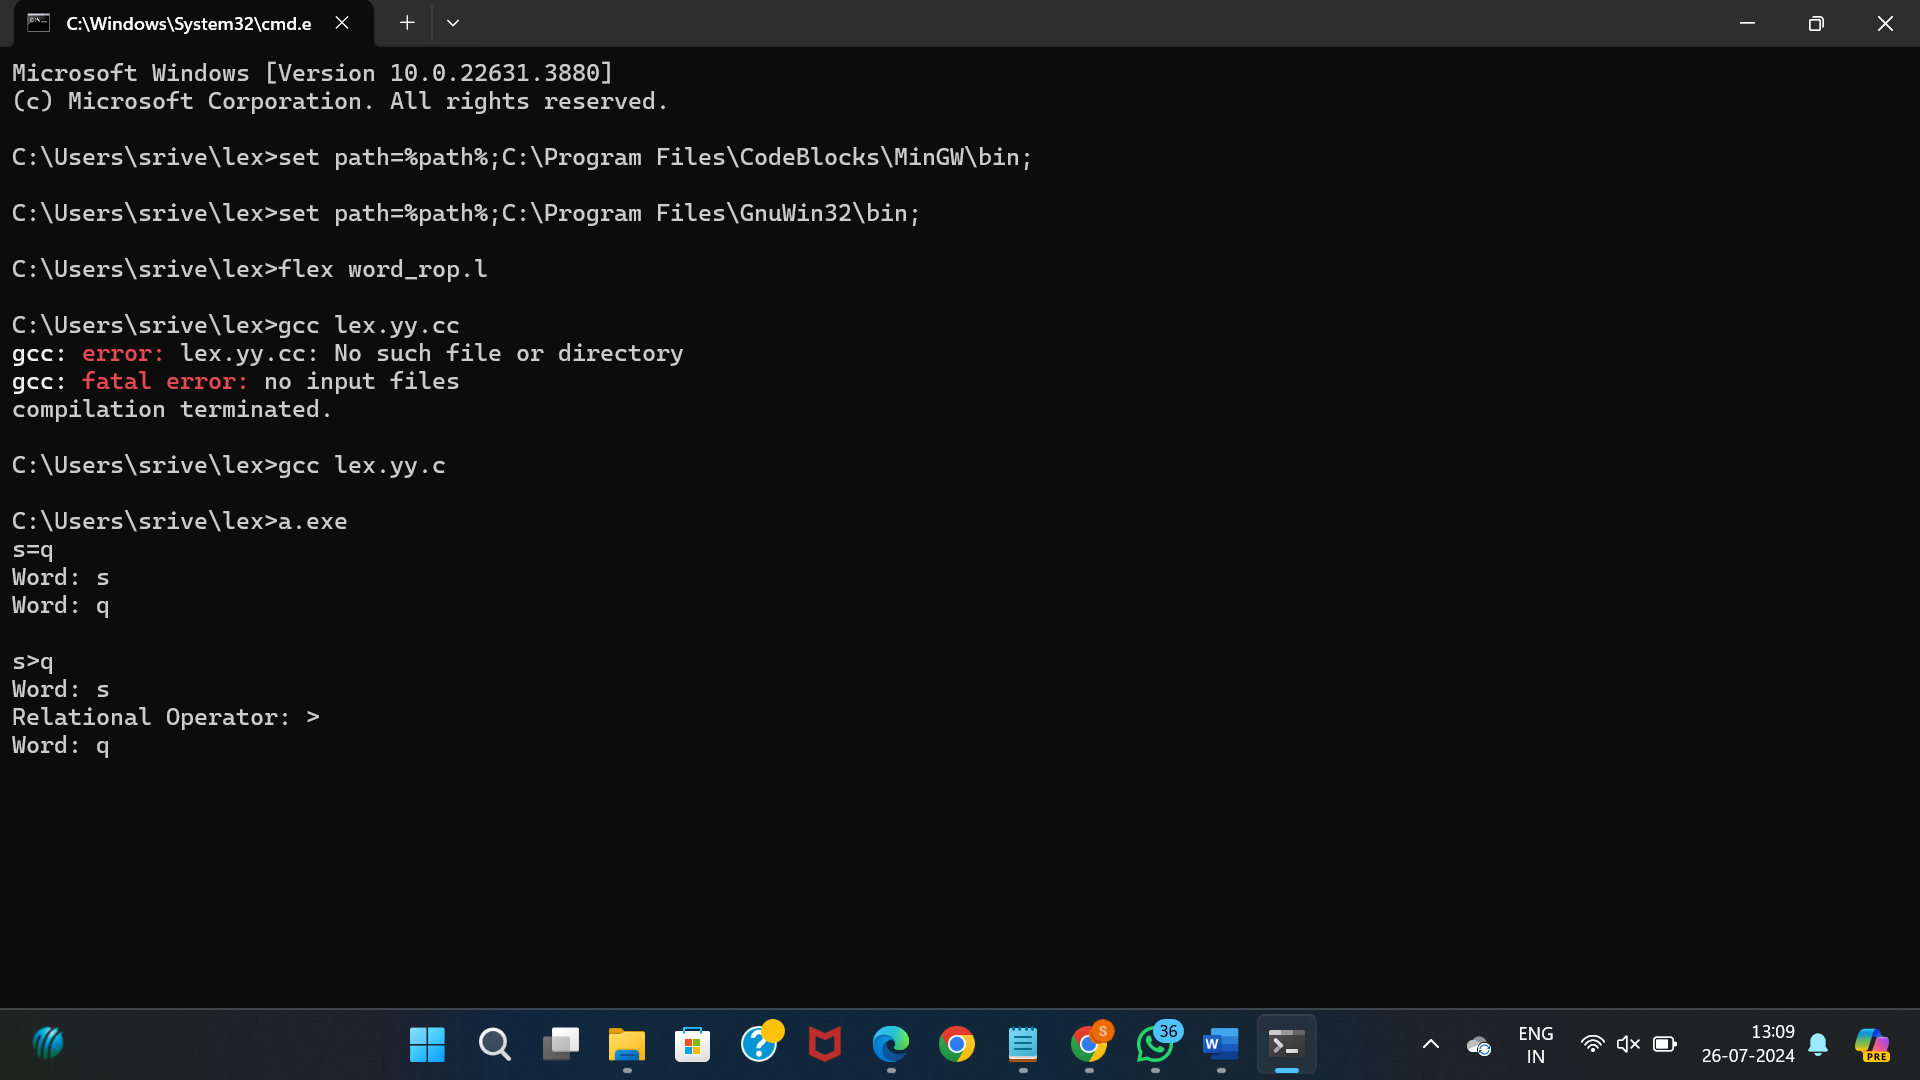 C:\Windows\System32\cmd.e
Microsoft Windows [Version 10.0.22631.3880]
(c) Microsoft Corporation. All rights reserved.
C:\Users\srive\lex>set path=%path%;C:\Program Files\CodeBlocks\MinGW\bin;
C:\Users\srive\lex>set path=%path%;C:\Program Files\GnuWin32\bin;
C:\Users\srive\lex>flex word_rop.l
C:\Users\srive\lex>gcc lex.yy.cc
gcc: error: lex.yy.cc: No such file or directory
gcc: fatal error: no input files
compilation terminated.
C:\Users\srive\lex>gcc lex.yy.c
C:\Users\srive\lex>a.exe
s=q
Word: s
Word: q
s>q
Word: s
Relational Operator: >
Word: q
S
36
W
ENG
IN
13:09
26-07-2024
PRE